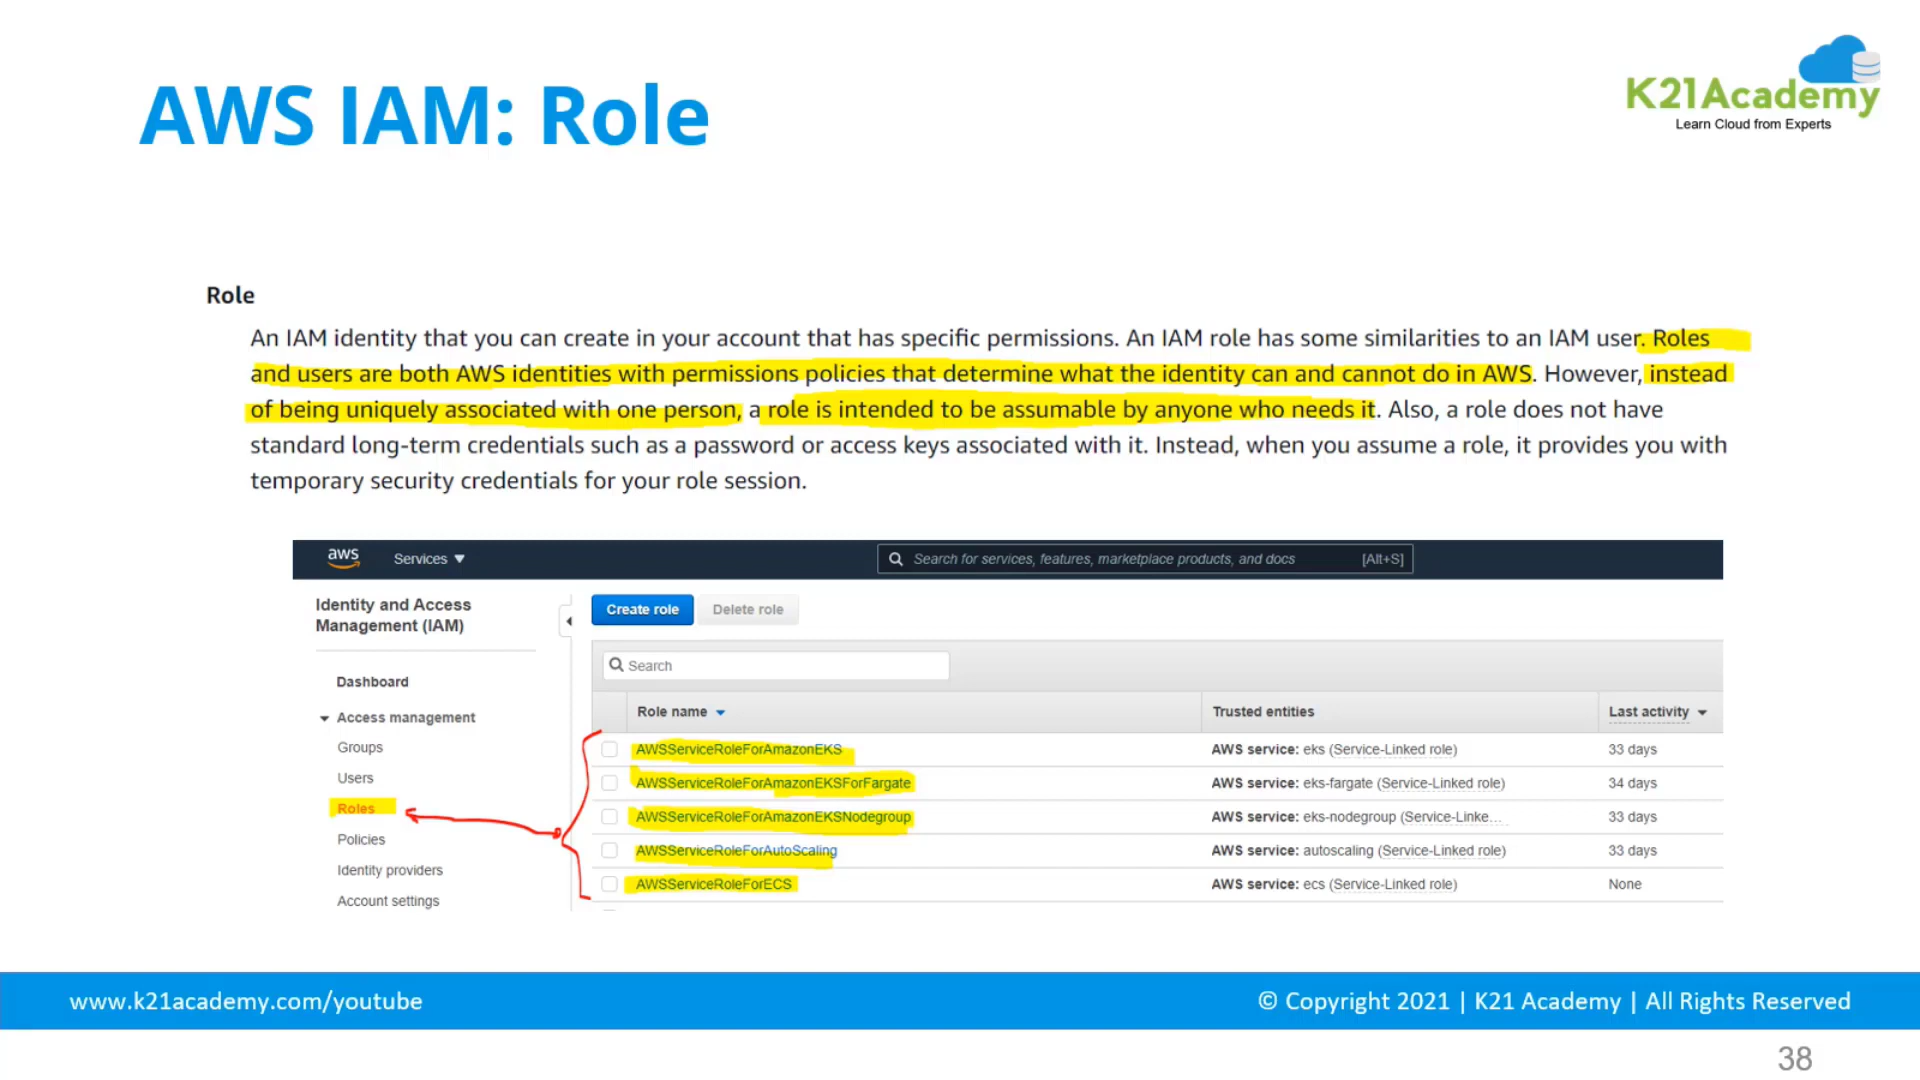 AWS IAM: Role
K21Academy
Learn Cloud from Experts
Role
An IAM identity that you can create in your account that has specific permissions. An IAM role has some similarities to an IAM user. Roles
and users are both AWS identities with permissions policies that determine what the identity can and cannot do in AWS. However, instead
of being uniquely associated with one person, a role is intended to be assumable by anyone who needs it. Also, a role does not have
standard long-term credentials such as a password or access keys associated with it. Instead, when you assume a role, it provides you with
temporary security credentials for your role session.
aws Services Search for services, features, marketplace products, and docs [Alt+S]
Identity and Access
Management (IAM)
Dashboard
Access management
Groups
Users
Roles
Policies
Identity providers
Account settings
Create role Delete role
Search
Role name Trusted entities Last activity
AWSServiceRoleForAmazonEKS AWS service: eks (Service-Linked role) 33 days
AWSServiceRoleForAmazonEKSForFargate AWS service: eks-fargate (Service-Linked role) 34 days
AWSServiceRoleForAmazonEKSNodegroup AWS service: eks-nodegroup (Service-Linke... 33 days
AWSServiceRoleForAutoScaling AWS service: autoscaling (Service-Linked role) 33 days
AWSServiceRoleForECS AWS service: ecs (Service-Linked role) None
www.k21academy.com/youtube © Copyright 2021 | K21 Academy | All Rights Reserved
38